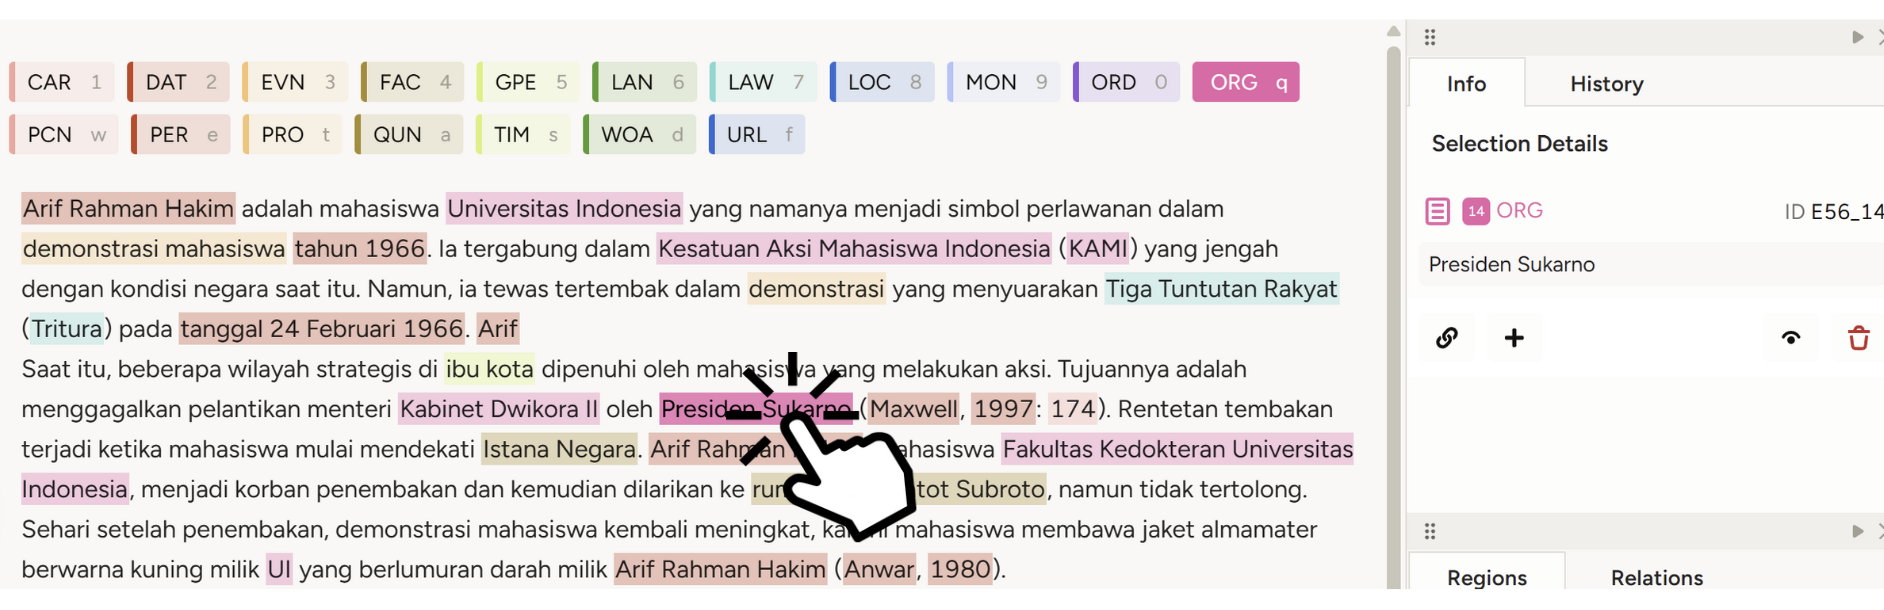 CAR 1 DAT 2 EVN 3 FAC 4 GPE 5 LAN 6 LAW 7 LOC 8 MON 9 ORD 0 ORG q
PCN w PER e PRO t QUN a TIM s WOA d URL f
Arif Rahman Hakim adalah mahasiswa Universitas Indonesia yang namanya menjadi simbol perlawanan dalam
demonstrasi mahasiswa tahun 1966. Ia tergabung dalam Kesatuan Aksi Mahasiswa Indonesia (KAMI) yang jengah
dengan kondisi negara saat itu. Namun, ia tewas tertembak dalam demonstrasi yang menyuarakan Tiga Tuntutan Rakyat
(Tritura) pada tanggal 24 Februari 1966. Arif
Saat itu, beberapa wilayah strategis di ibu kota dipenuhi oleh mahasiswa yang melakukan aksi. Tujuannya adalah
menggagalkan pelantikan menteri Kabinet Dwikora II oleh Presiden Sukarno (Maxwell, 1997: 174). Rentetan tembakan
terjadi ketika mahasiswa mulai mendekati Istana Negara. Arif Rahman mahasiswa Fakultas Kedokteran Universitas
Indonesia, menjadi korban penembakan dan kemudian dilarikan ke Subroto, namun tidak tertolong.
Sehari setelah penembakan, demonstrasi mahasiswa kembali meningkat, mahasiswa membawa jaket almamater
berwarna kuning milik UI yang berlumuran darah milik Arif Rahman Hakim (Anwar, 1980).
Info History
Selection Details
14 ORG ID E56_14
Presiden Sukarno
Regions Relations